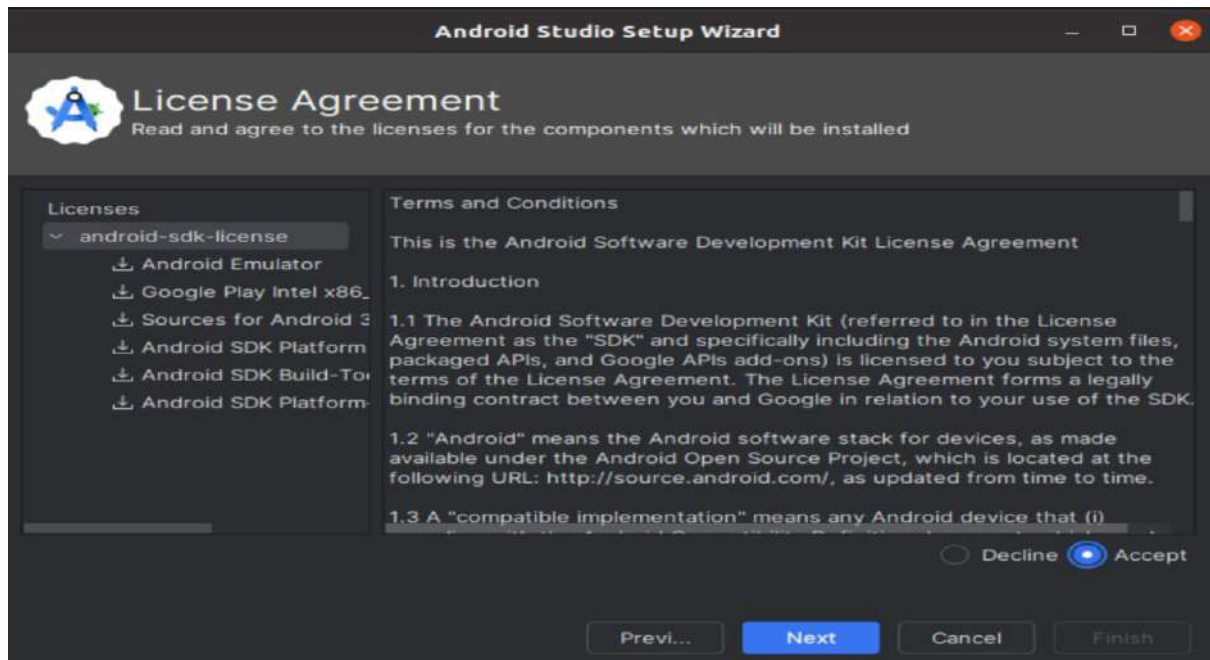 Android Studio Setup Wizard
License Agreement
Read and agree to the licenses for the components which will be installed
Licenses
android-sdk-license
Android Emulator
Google Play Intel x86_
Sources for Android 3
Android SDK Platform
Android SDK Build-Too
Android SDK Platform-
Terms and Conditions
This is the Android Software Development Kit License Agreement
1. Introduction
1.1 The Android Software Development Kit (referred to in the License
Agreement as the "SDK" and specifically including the Android system files,
packaged APIs, and Google APIs add-ons) is licensed to you subject to the
terms of the License Agreement. The License Agreement forms a legally
binding contract between you and Google in relation to your use of the SDK.
1.2 "Android" means the Android software stack for devices, as made
available under the Android Open Source Project, which is located at the
following URL: http://source.android.com/, as updated from time to time.
1.3 A "compatible implementation" means any Android device that (i)
Decline Accept
Previ... Next Cancel Finish